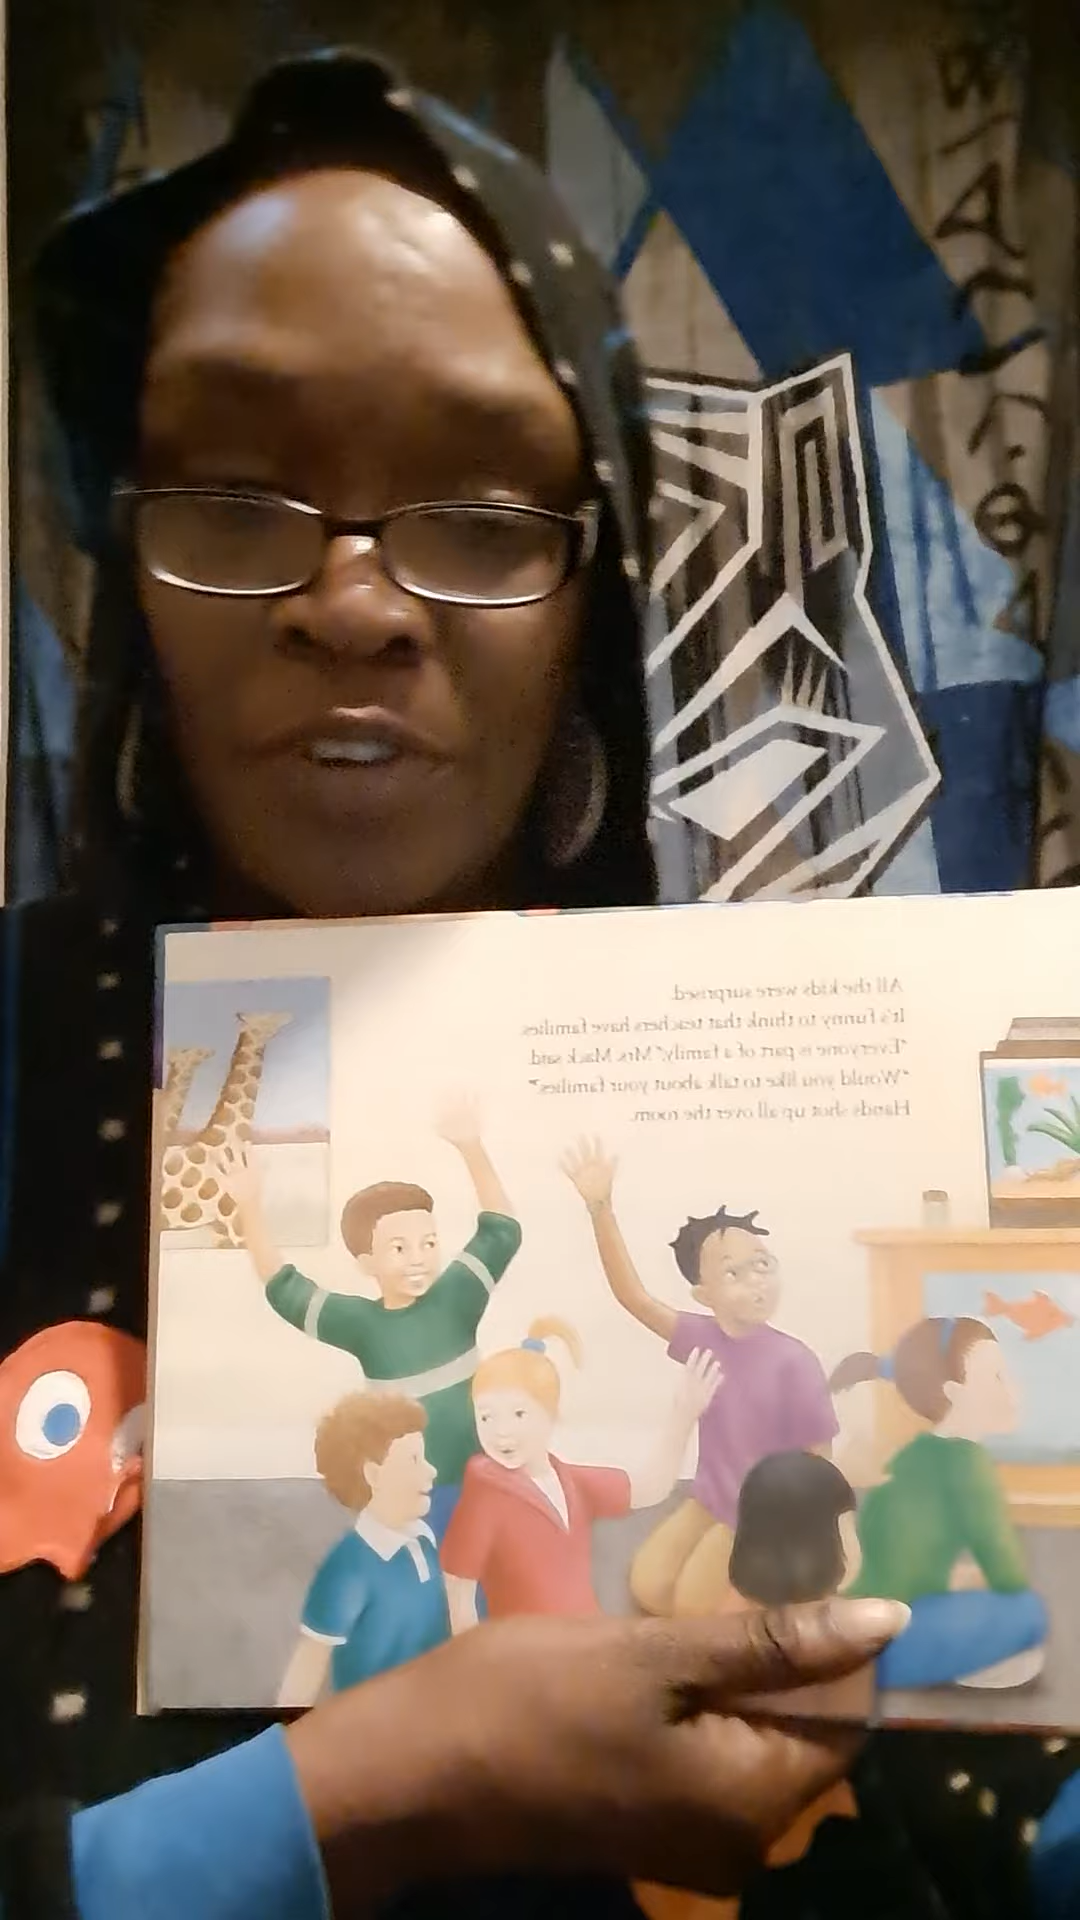 All the kids were surprised.
It's funny to think that teachers have families.
"Everyone is part of a family," Mrs. Mack said.
"Would you like to talk about your families?"
Hands shot up all over the room.